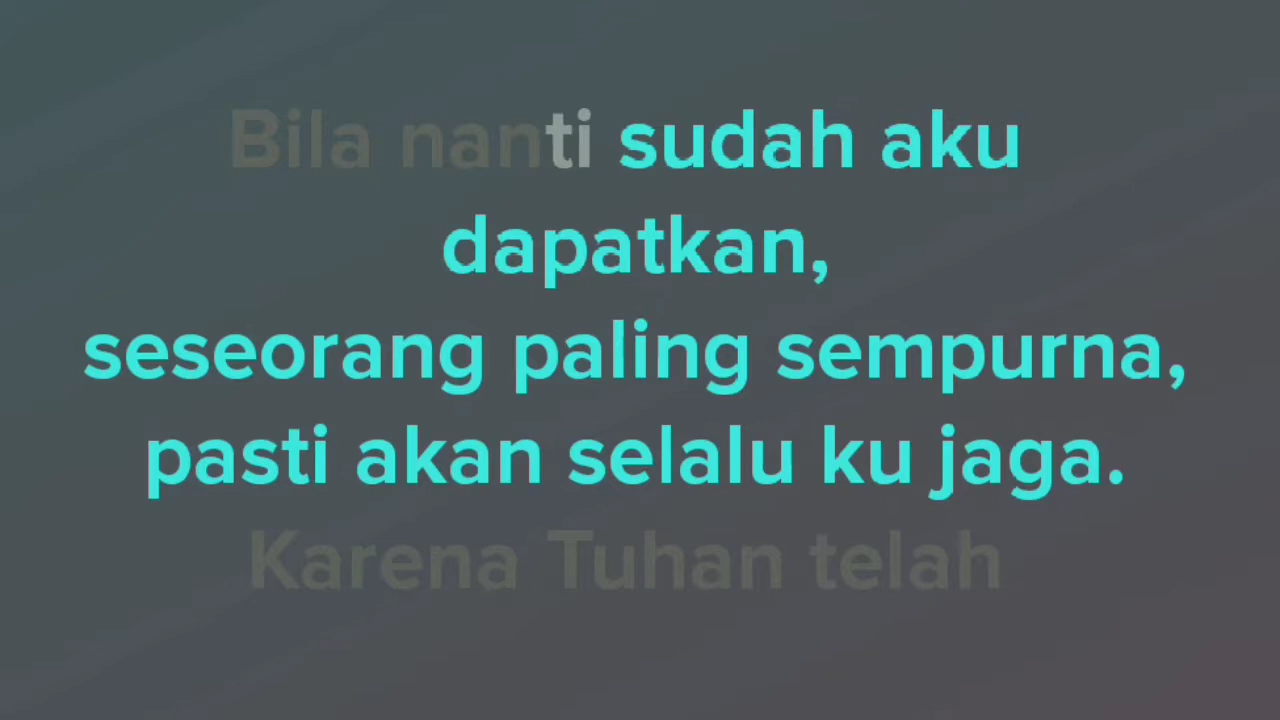 Bila nanti sudah aku
dapatkan,
seseorang paling sempurna,
pasti akan selalu ku jaga.
Karena Tuhan telah